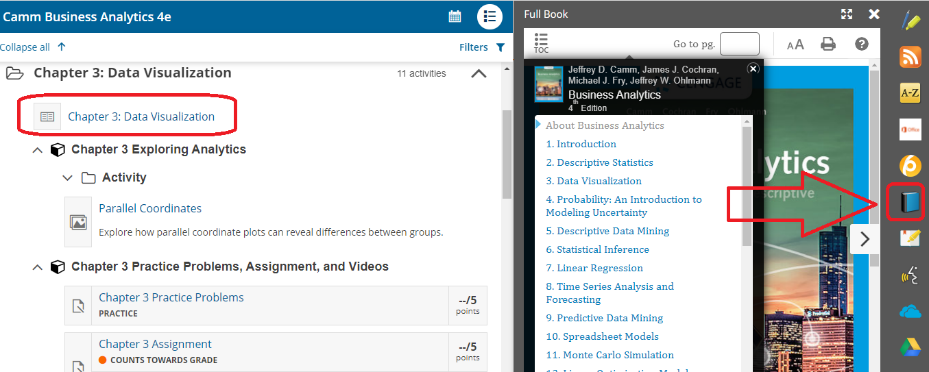 Camm Business Analytics 4e
Collapse all
Filters
Chapter 3: Data Visualization
11 activities
Chapter 3: Data Visualization
Chapter 3 Exploring Analytics
Activity
Parallel Coordinates
Explore how parallel coordinate plots can reveal differences between groups.
Chapter 3 Practice Problems, Assignment, and Videos
Chapter 3 Practice Problems
PRACTICE
--/5
points
Chapter 3 Assignment
COUNTS TOWARDS GRADE
--/5
points
Full Book
TOC
Go to pg.
AA
CENGAGE
Jeffrey D. Camm, James J. Cochran,
Michael J. Fry, Jeffrey W. Ohlmann
Business Analytics
4th Edition
About Business Analytics
1. Introduction
2. Descriptive Statistics
3. Data Visualization
4. Probability: An Introduction to
Modeling Uncertainty
5. Descriptive Data Mining
6. Statistical Inference
7. Linear Regression
8. Time Series Analysis and
Forecasting
9. Predictive Data Mining
10. Spreadsheet Models
11. Monte Carlo Simulation
ytics
scriptive
A-Z
Office